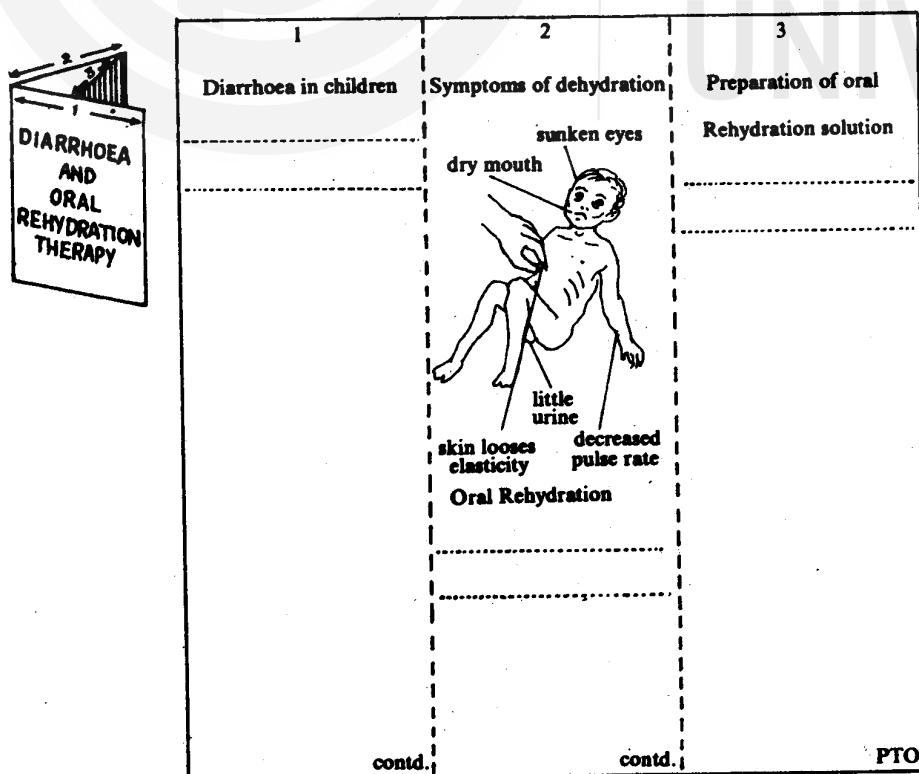 2
3
1
DIARRHOEA
AND
ORAL
REHYDRATION
THERAPY
1
Diarrhoea in children
contd.
2
Symptoms of dehydration
sunken eyes
dry mouth
little
urine
skin looses
elasticity
decreased
pulse rate
Oral Rehydration
contd.
3
Preparation of oral
Rehydration solution
PTO
UNIV